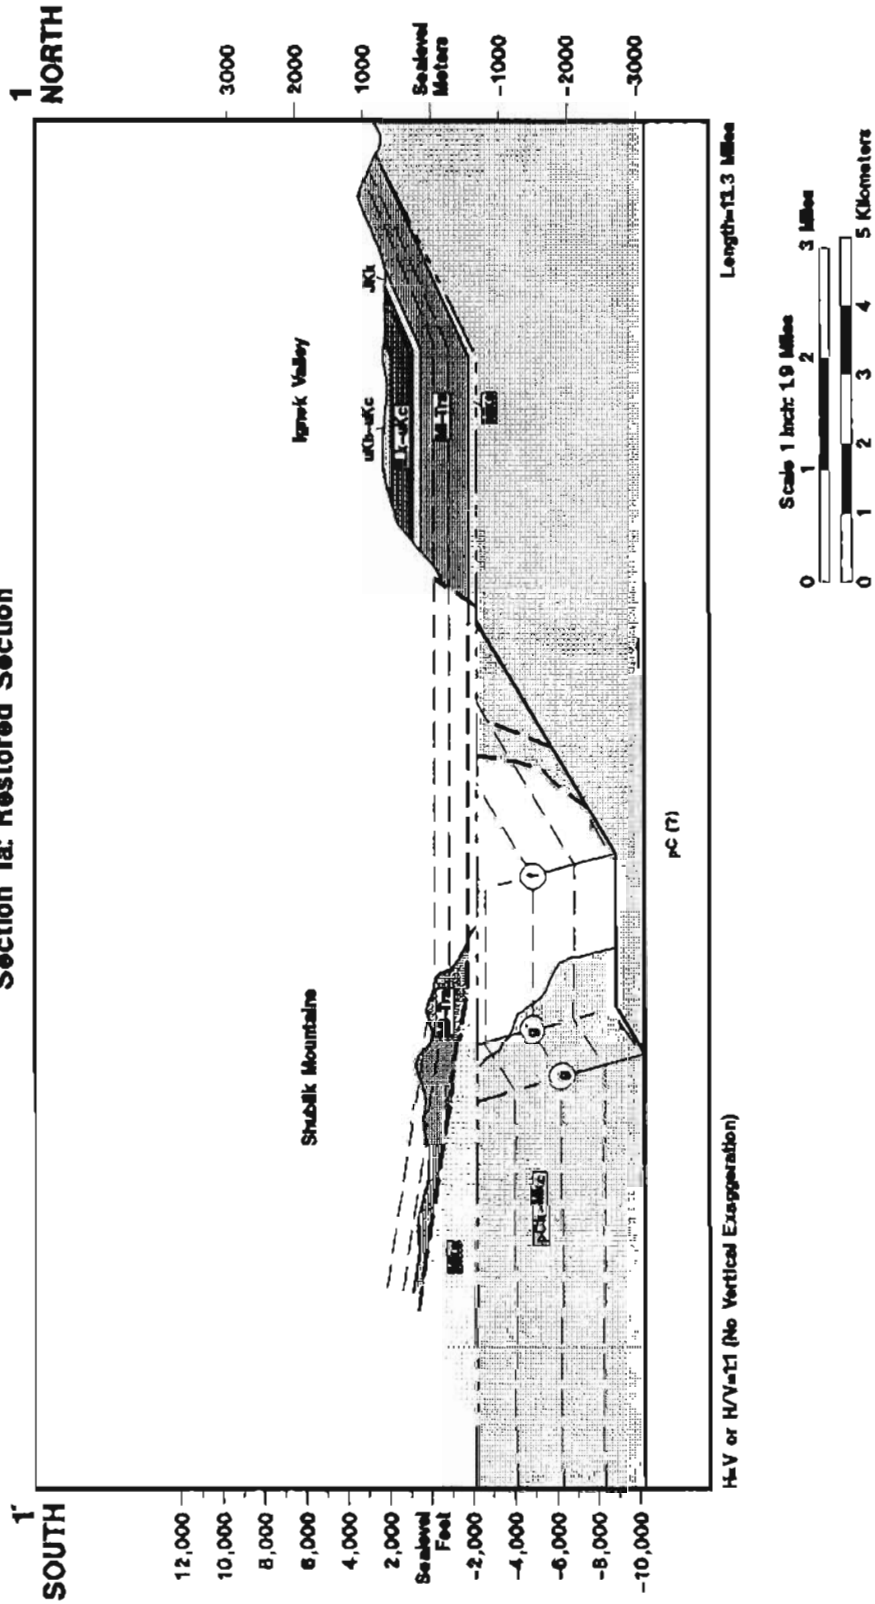 Section 1a: Restored Section
1'
SOUTH
1
NORTH
12,000
10,000
8,000
6,000
4,000
2,000
Sealevel
Feet
-2,000
-4,000
-6,000
-8,000
-10,000
3000
2000
1000
Sealevel
Meters
-1000
-2000
-3000
Shublik Mountains
Ignek Valley
uKb-uKc
JKk
f
g'
g
pC (?)
H=V or H/V=1:1 (No Vertical Exaggeration)
Length=13.3 Miles
Scale 1 Inch: 1.9 Miles
0 1 2 3 Miles
0 1 2 3 4 5 Kilometers